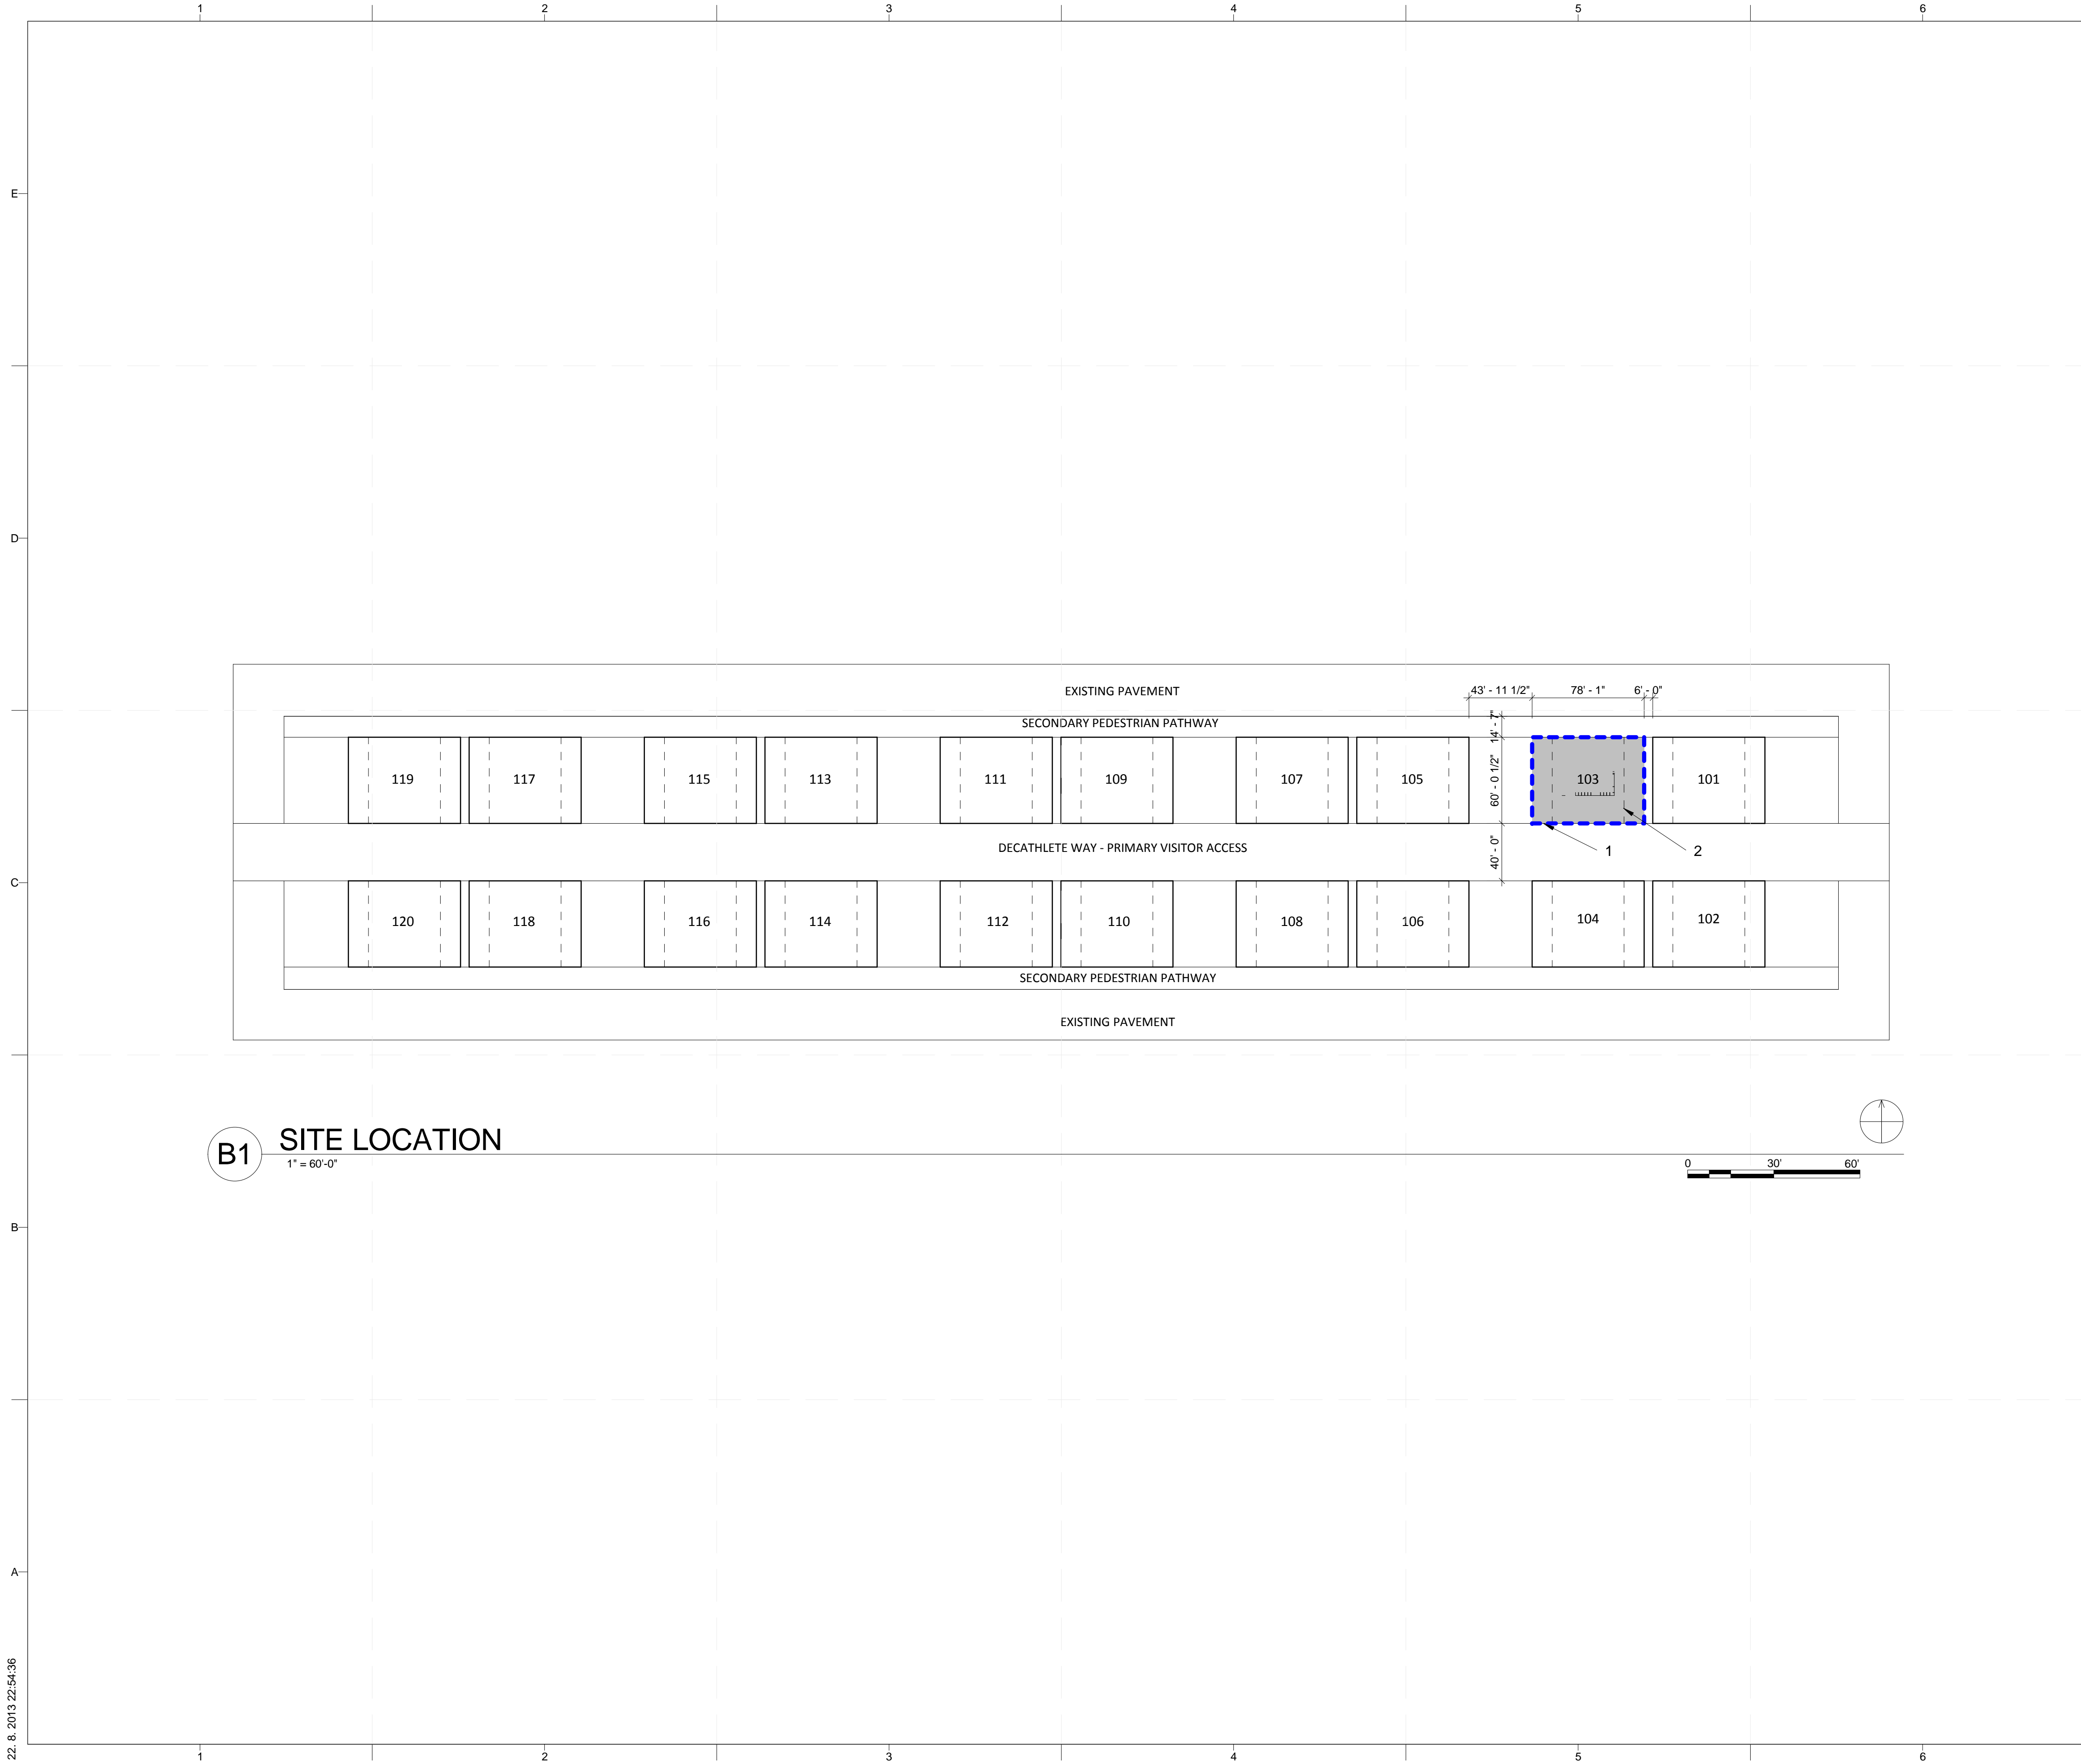 1 2 3 4 5 6
E
D
EXISTING PAVEMENT
43' - 11 1/2" 78' - 1" 6' - 0"
SECONDARY PEDESTRIAN PATHWAY
14' - 7"
119 117 115 113 111 109 107 105 103 101
60' - 0 1/2"
DECATHLETE WAY - PRIMARY VISITOR ACCESS
40' - 0"
1 2
C
120 118 116 114 112 110 108 106 104 102
SECONDARY PEDESTRIAN PATHWAY
EXISTING PAVEMENT
B1 SITE LOCATION
1" = 60'-0"
0 30' 60'
B
A
22. 8. 2013 22:54:36
1 2 3 4 5 6